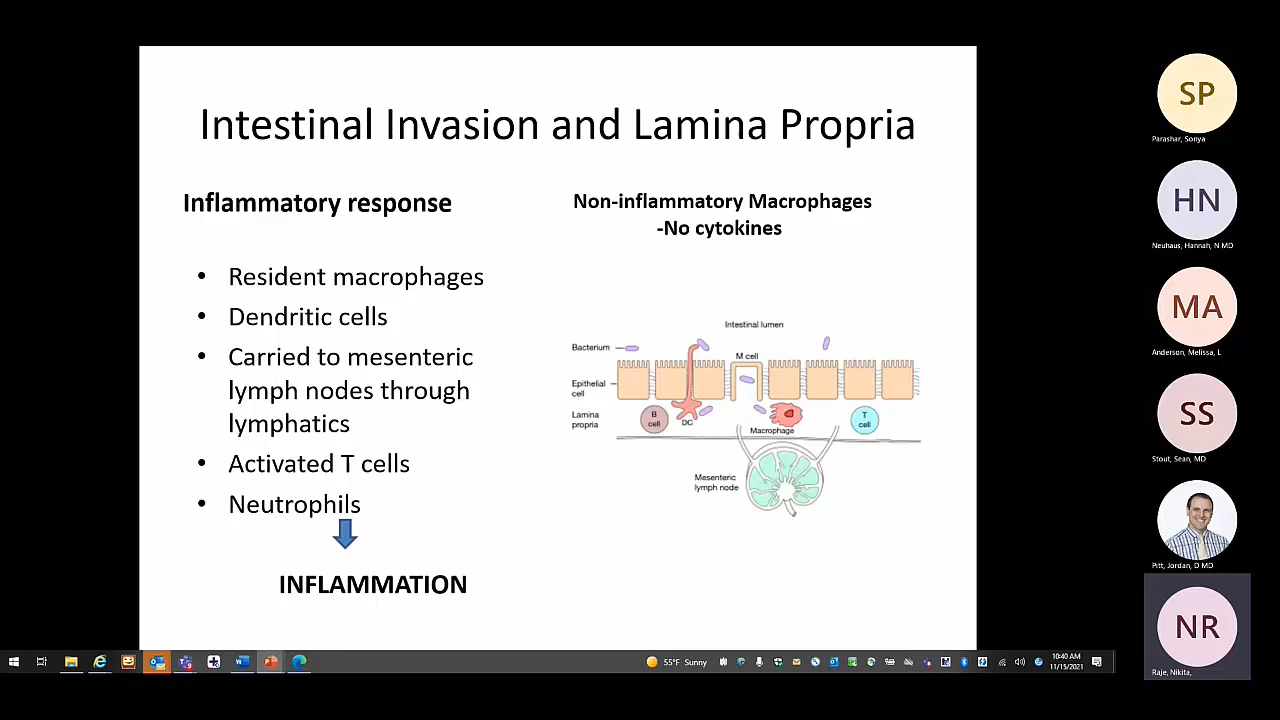 Intestinal Invasion and Lamina Propria
Inflammatory response
• Resident macrophages
• Dendritic cells
• Carried to mesenteric
lymph nodes through
lymphatics
• Activated T cells
• Neutrophils
INFLAMMATION
Non-inflammatory Macrophages
-No cytokines
Intestinal lumen
Bacterium
M cell
Epithelial
cell
Lamina
propria
B
cell
DC
Macrophage
T
cell
Mesenteric
lymph node
SP
Parashar, Sonya
HN
Neuhaus, Hannah, N MD
MA
Anderson, Melissa, L
SS
Stout, Sean, MD
Pitt, Jordan, D MD
NR
Raje, Nikita,
55°F Sunny
10:40 AM
11/15/2021